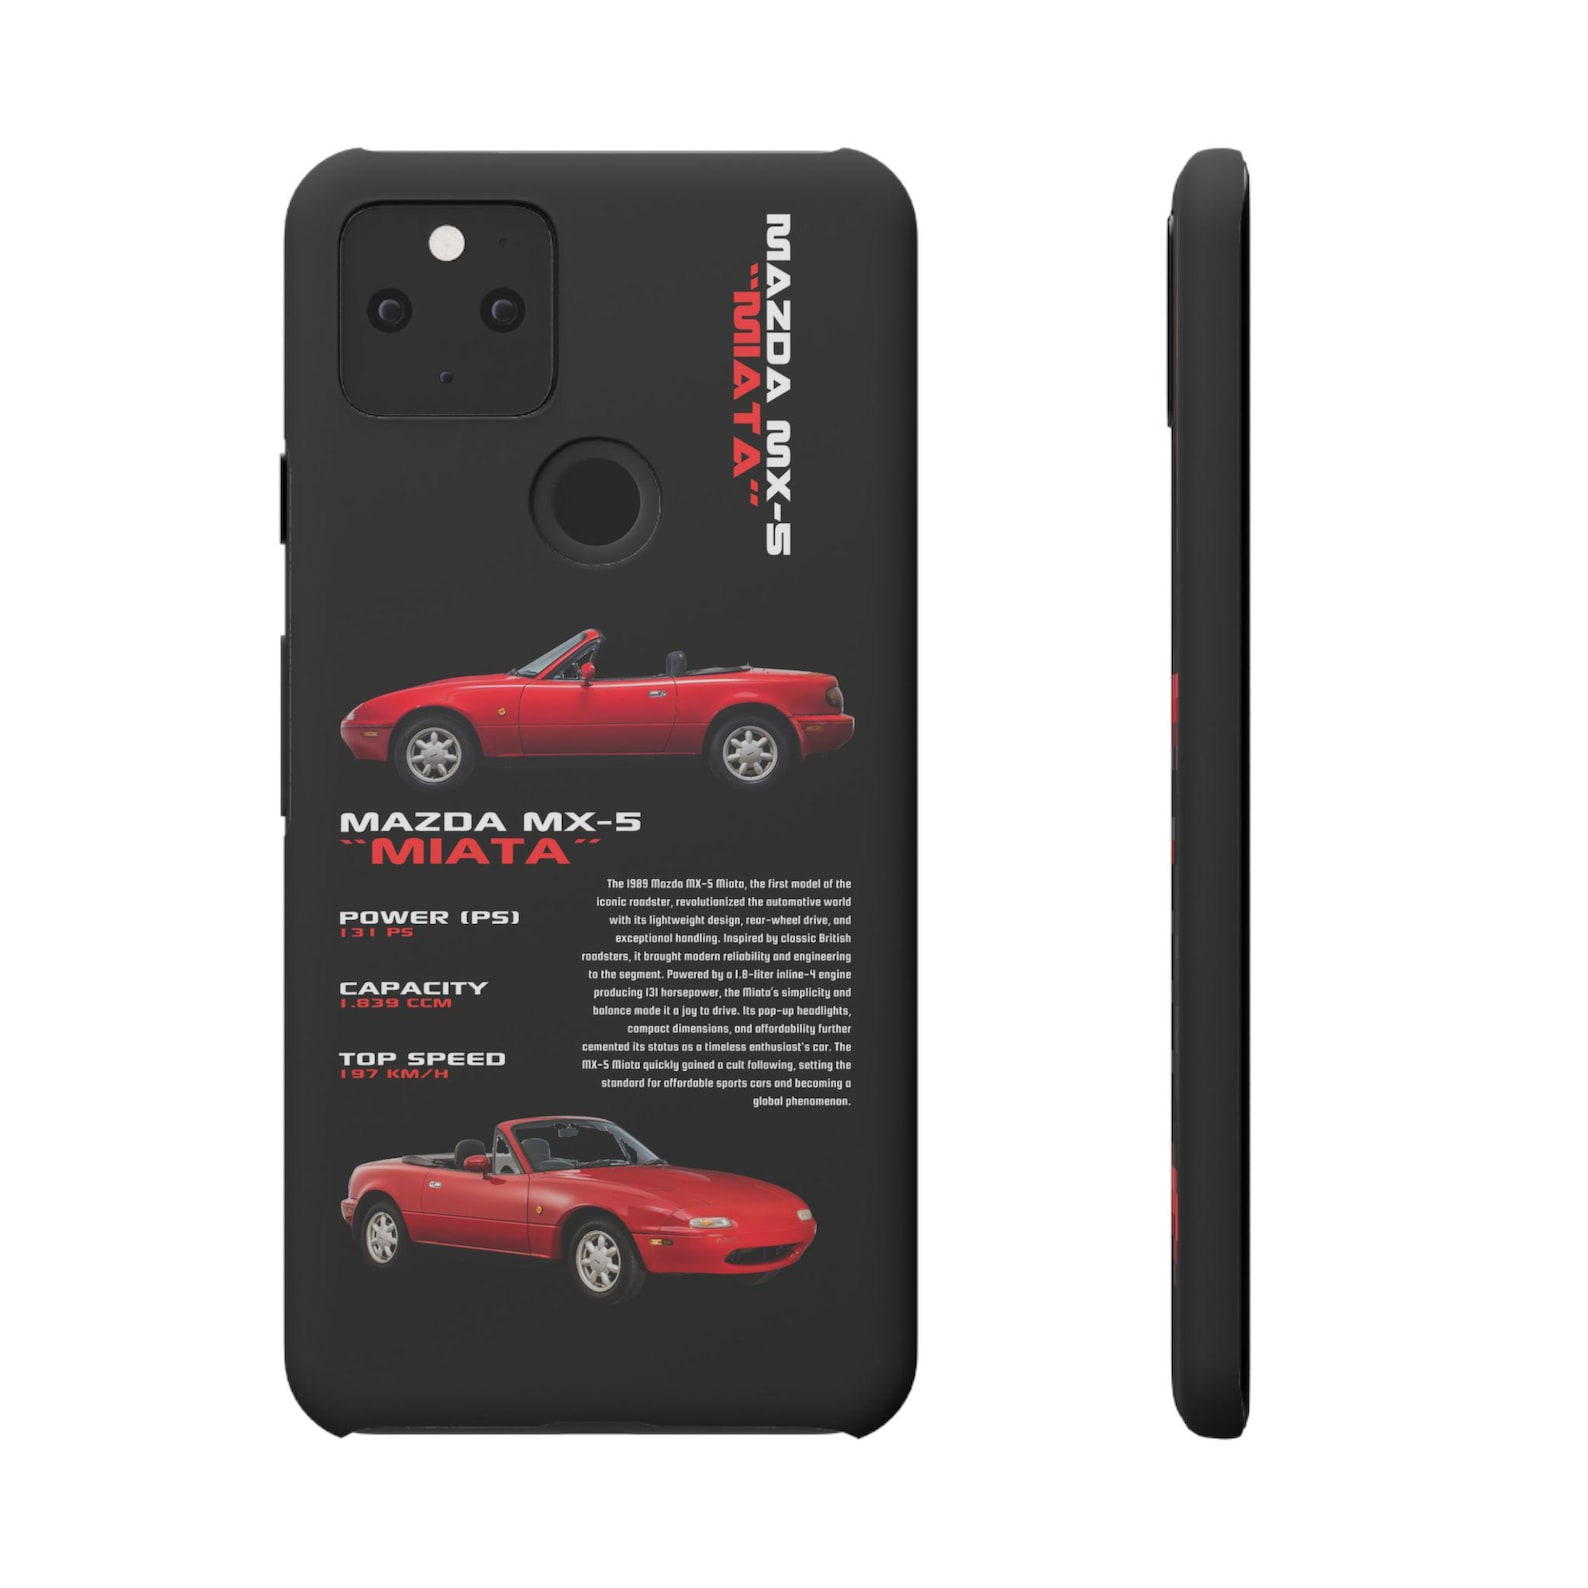 MAZDA MX-5
"MIATA"
MAZDA MX-5
"MIATA"
POWER (PS)
131 PS
CAPACITY
1.839 CCM
TOP SPEED
197 KM/H
The 1989 Mazda MX-5 Miata, the first model of the
iconic roadster, revolutionized the automotive world
with its lightweight design, rear-wheel drive, and
exceptional handling. Inspired by classic British
roadsters, it brought modern reliability and engineering
to the segment. Powered by a 1.8-liter inline-4 engine
producing 131 horsepower, the Miata's simplicity and
balance made it a joy to drive. Its pop-up headlights,
compact dimensions, and affordability further
cemented its status as a timeless enthusiast's car. The
MX-5 Miata quickly gained a cult following, setting the
standard for affordable sports cars and becoming a
global phenomenon.